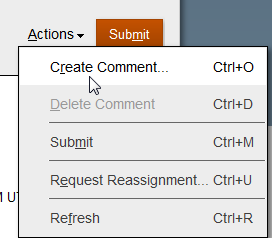 Actions Submit
Create Comment... Ctrl+O
Delete Comment Ctrl+D
Submit Ctrl+M
Request Reassignment... Ctrl+U
Refresh Ctrl+R